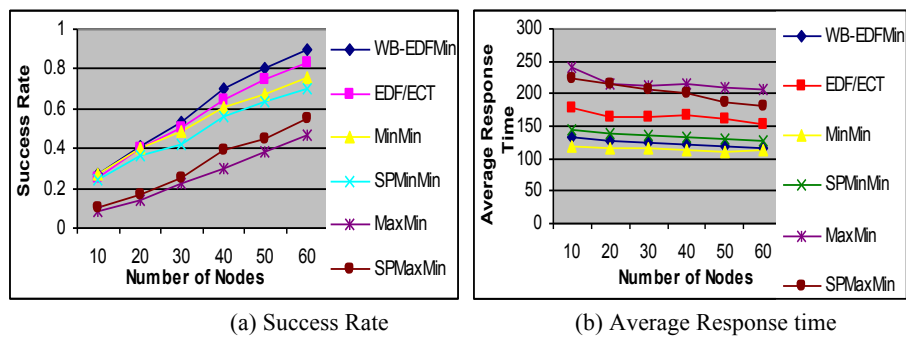 1
0.8
0.6
0.4
0.2
0
Success Rate
10 20 30 40 50 60
Number of Nodes
WB-EDFMin
EDF/ECT
MinMin
SPMinMin
MaxMin
SPMaxMin
(a) Success Rate
300
250
200
150
100
50
0
Average Response
Time
10 20 30 40 50 60
Number of Nodes
WB-EDFMin
EDF/ECT
MinMin
SPMinMin
MaxMin
SPMaxMin
(b) Average Response time